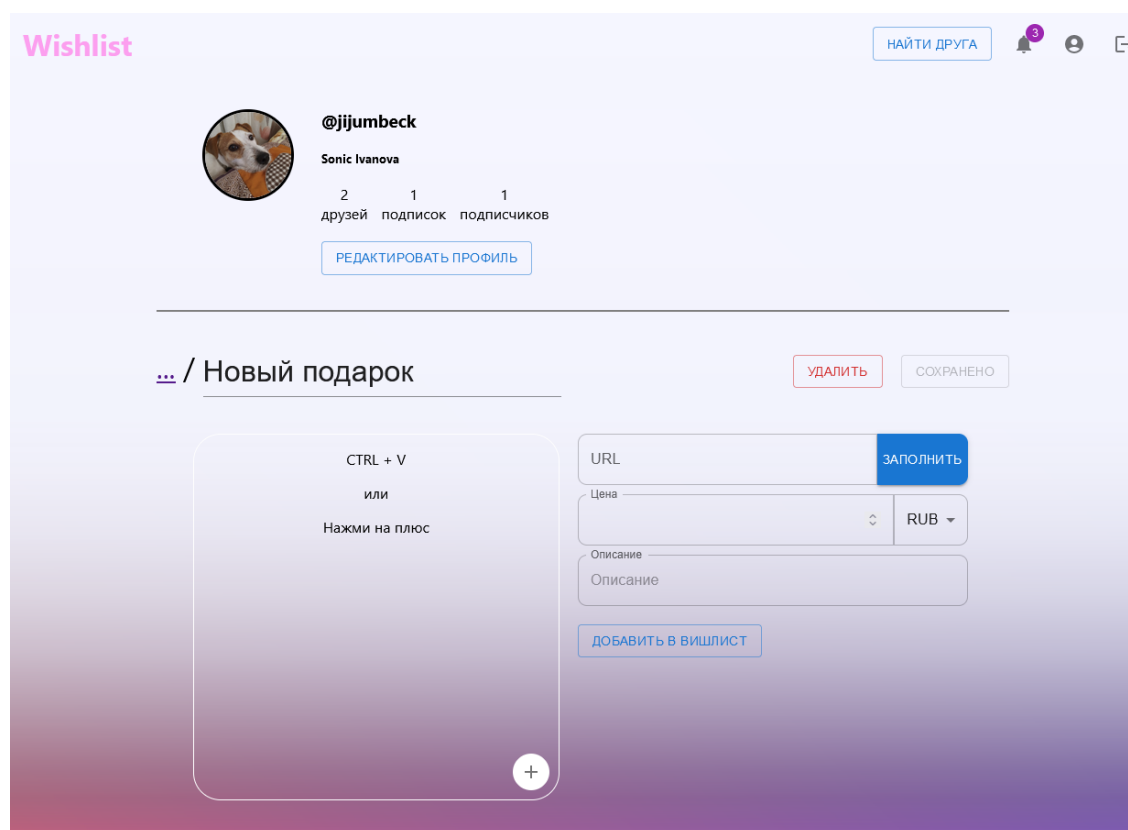 Wishlist
НАЙТИ ДРУГА
3
@jijumbeck
Sonic Ivanova
2 1 1
друзей подписок подписчиков
РЕДАКТИРОВАТЬ ПРОФИЛЬ
... / Новый подарок
УДАЛИТЬ
СОХРАНЕНО
CTRL + V
или
Нажми на плюс
URL
ЗАПОЛНИТЬ
Цена
RUB
Описание
Описание
ДОБАВИТЬ В ВИШЛИСТ